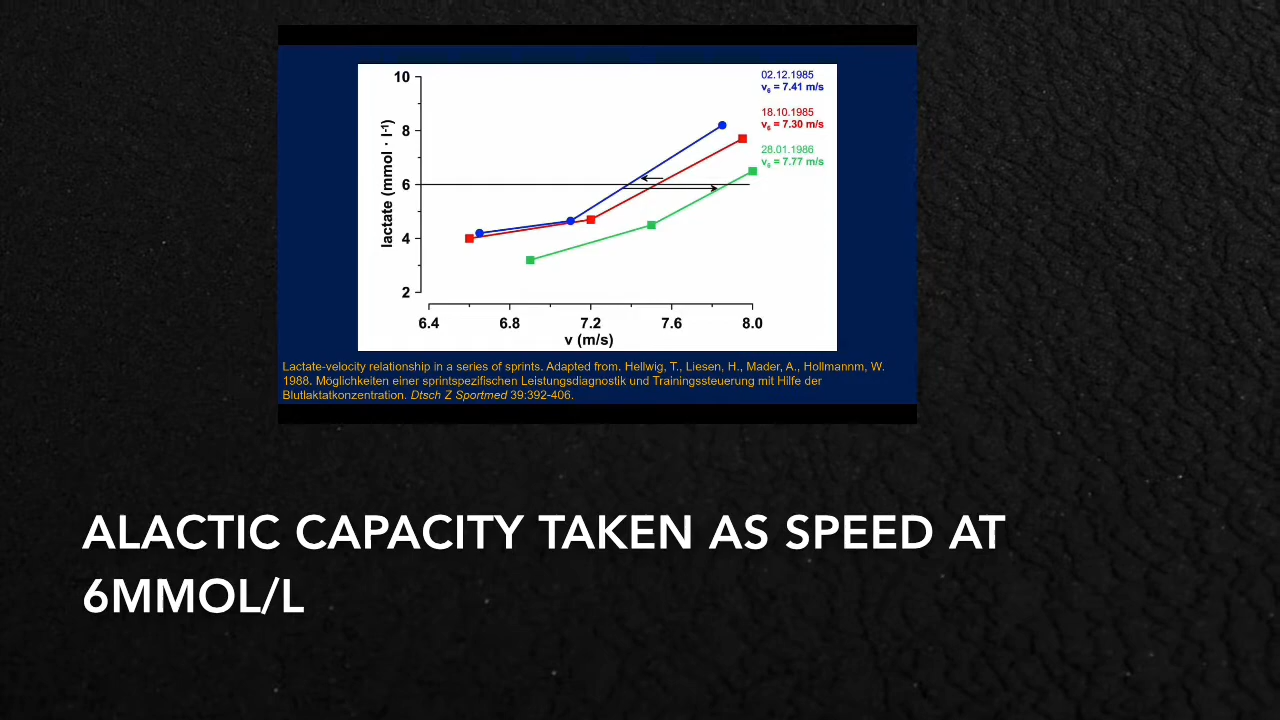 10
8
6
4
2
lactate (mmol · l-1)
6.4 6.8 7.2 7.6 8.0
v (m/s)
02.12.1985
v6 = 7.41 m/s
18.10.1985
v6 = 7.30 m/s
28.01.1986
v6 = 7.77 m/s
Lactate-velocity relationship in a series of sprints. Adapted from. Hellwig, T., Liesen, H., Mader, A., Hollmannm, W.
1988. Möglichkeiten einer sprintspezifischen Leistungsdiagnostik und Trainingssteuerung mit Hilfe der
Blutlaktatkonzentration. Dtsch Z Sportmed 39:392-406.
ALACTIC CAPACITY TAKEN AS SPEED AT
6MMOL/L